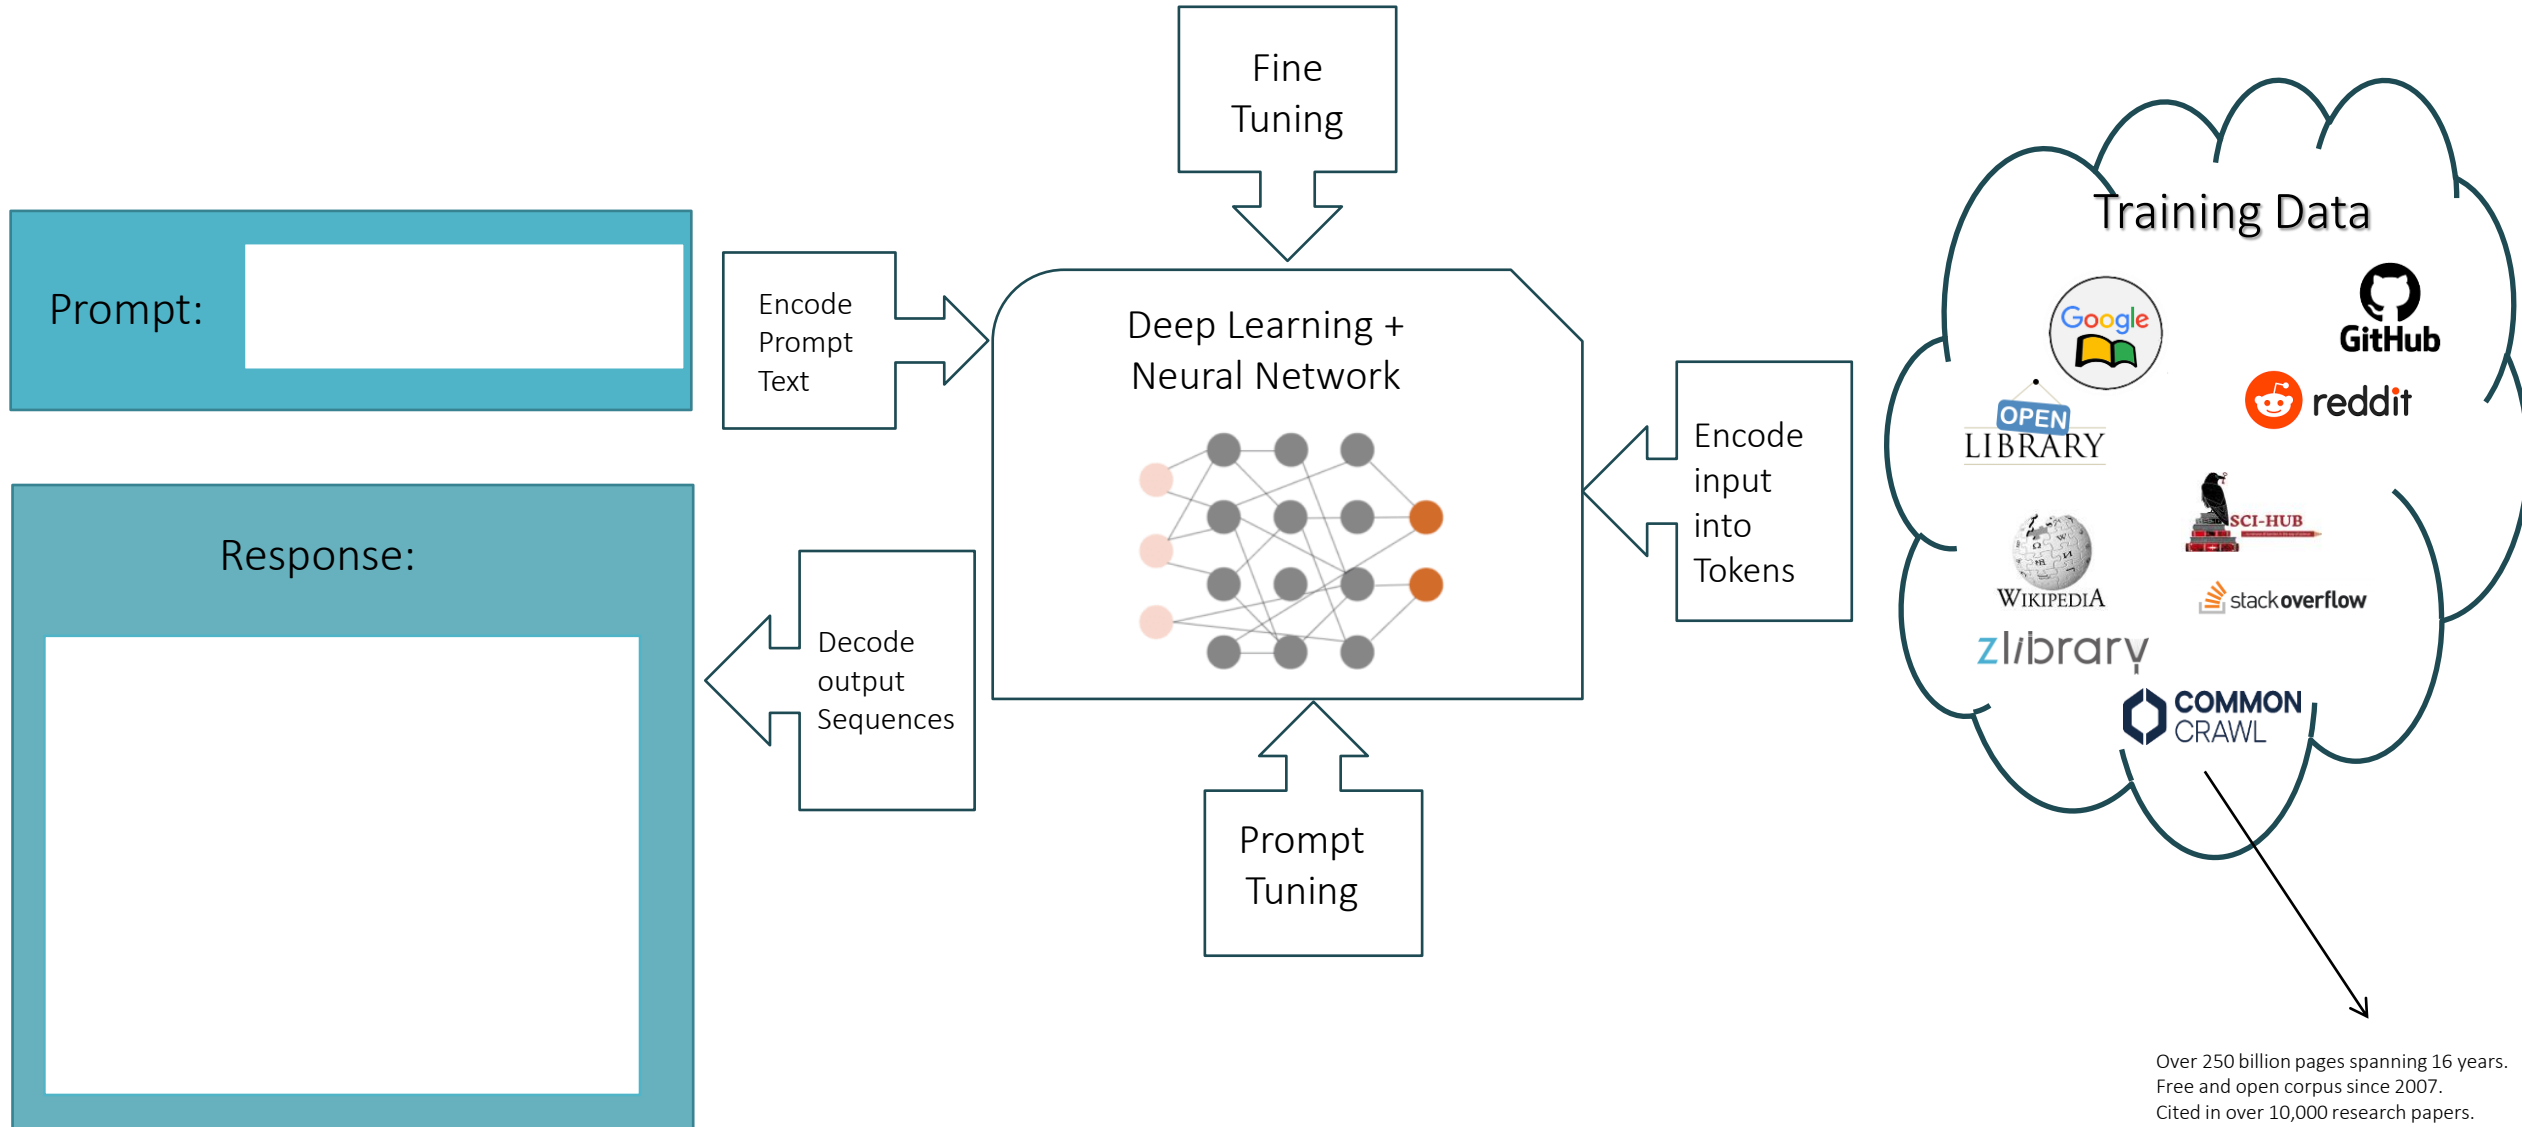 Fine
Tuning
Prompt:
Encode
Prompt
Text
Deep Learning +
Neural Network
Response:
Decode
output
Sequences
Prompt
Tuning
Encode
input
into
Tokens
Training Data
Google
GitHub
reddit
OPEN
LIBRARY
SCI-HUB
WIKIPEDIA
stackoverflow
zlibrary
COMMON
CRAWL
Over 250 billion pages spanning 16 years.
Free and open corpus since 2007.
Cited in over 10,000 research papers.